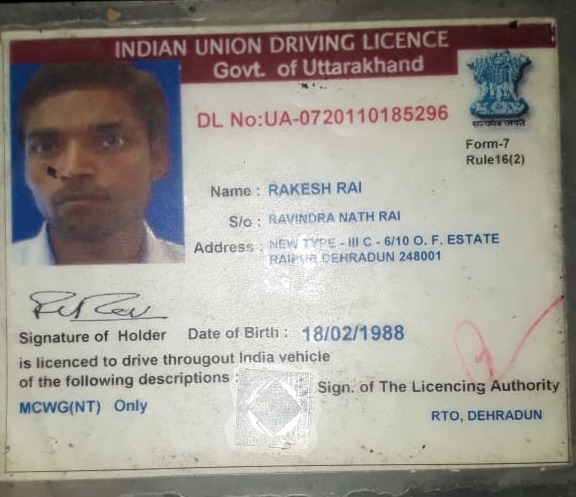 INDIAN UNION DRIVING LICENCE
Govt. of Uttarakhand
DL No:UA-0720110185296
सत्यमेव जयते
Form-7
Rule16(2)
Name : RAKESH RAI
S/o : RAVINDRA NATH RAI
Address : NEW TYPE - III C - 6/10 O. F. ESTATE
RAIPUR DEHRADUN 248001
Signature of Holder Date of Birth : 18/02/1988
is licenced to drive througout India vehicle
of the following descriptions :
Sign. of The Licencing Authority
MCWG(NT) Only
RTO, DEHRADUN